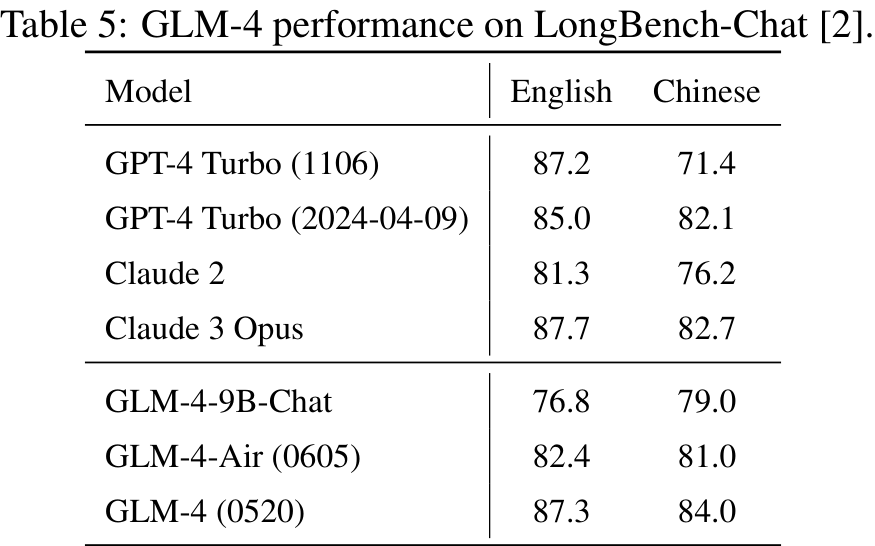 Table 5: GLM-4 performance on LongBench-Chat [2].
Model English Chinese
GPT-4 Turbo (1106) 87.2 71.4
GPT-4 Turbo (2024-04-09) 85.0 82.1
Claude 2 81.3 76.2
Claude 3 Opus 87.7 82.7
GLM-4-9B-Chat 76.8 79.0
GLM-4-Air (0605) 82.4 81.0
GLM-4 (0520) 87.3 84.0